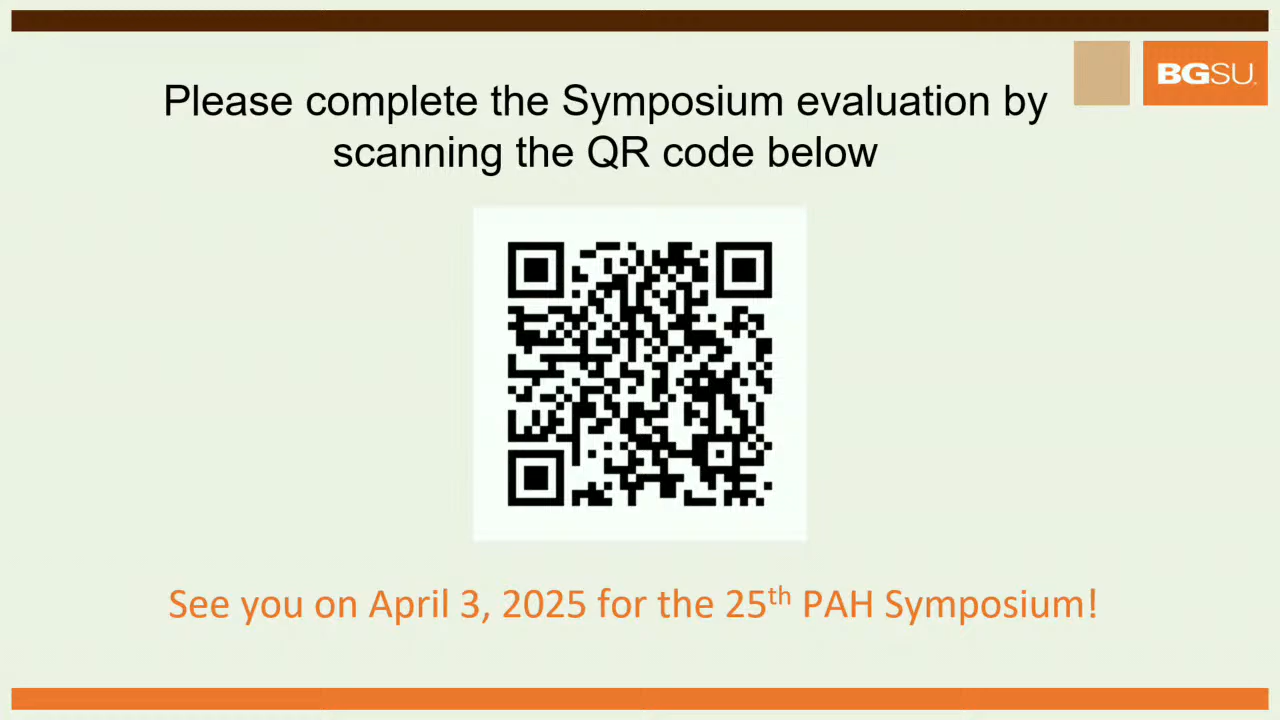 BGSU
Please complete the Symposium evaluation by
scanning the QR code below
See you on April 3, 2025 for the 25th PAH Symposium!